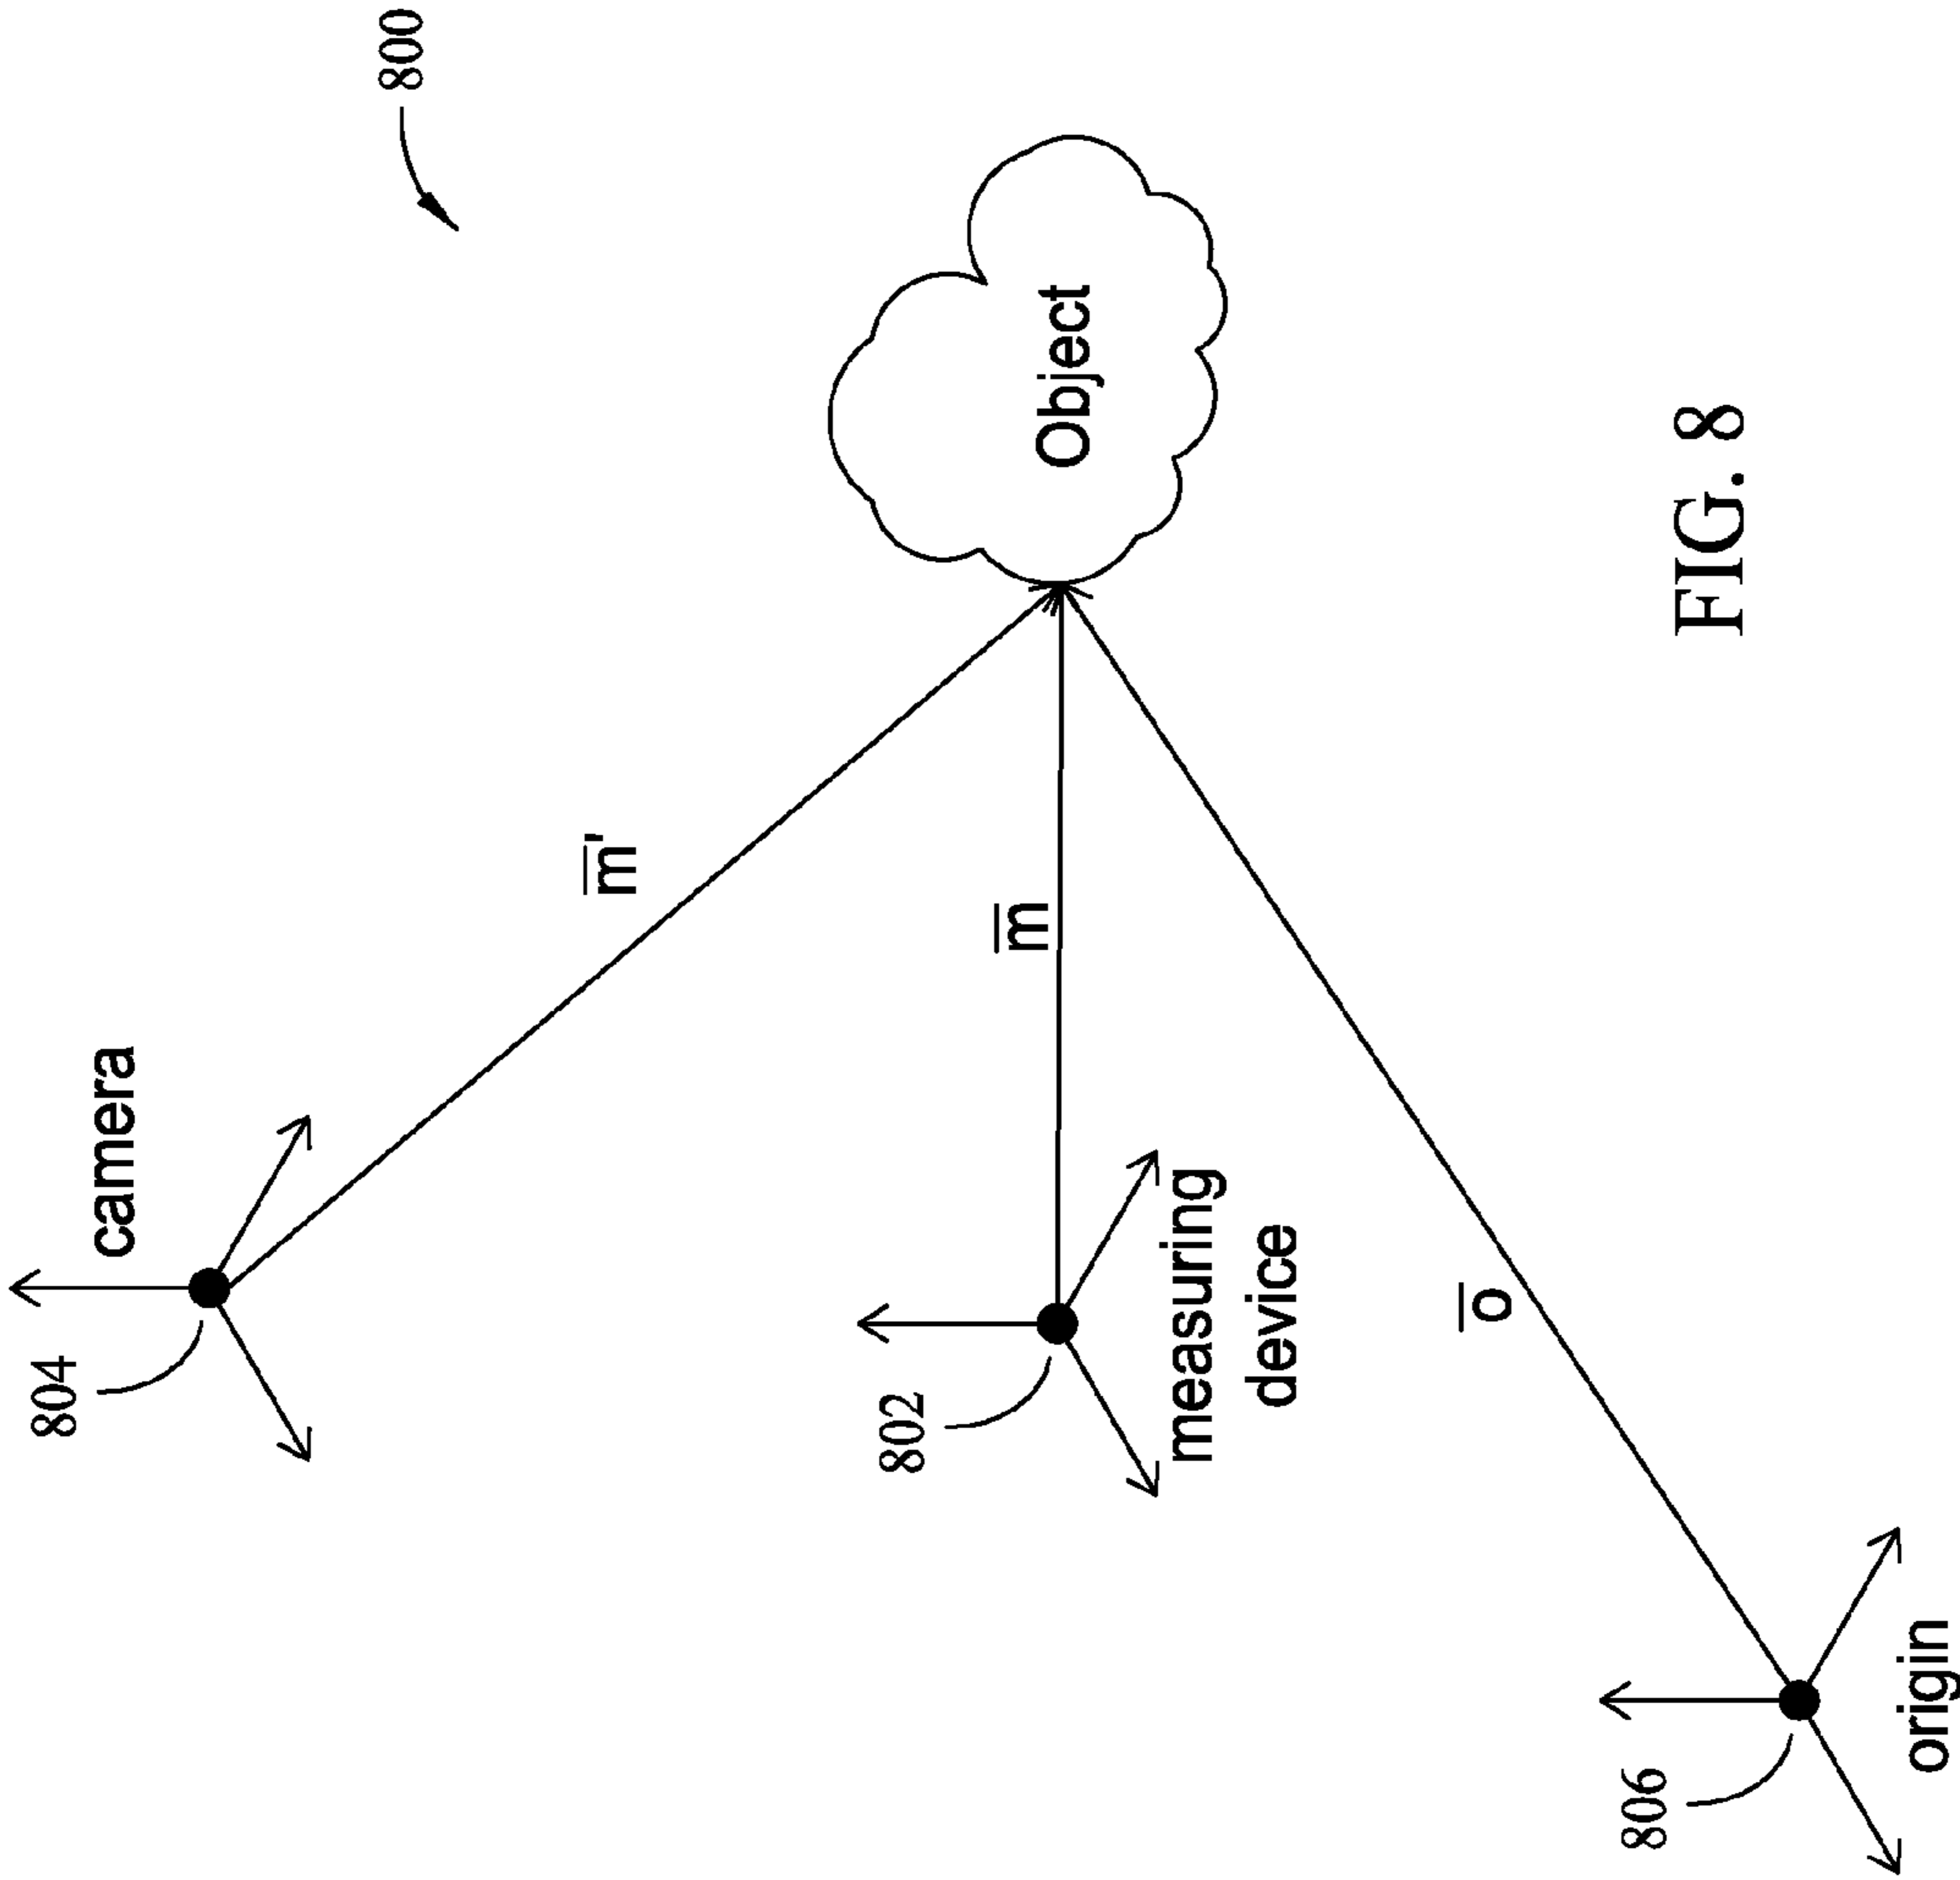 800
804
camera
m̅'
Object
802
m̅
measuring
device
o̅
806
origin
FIG. 8